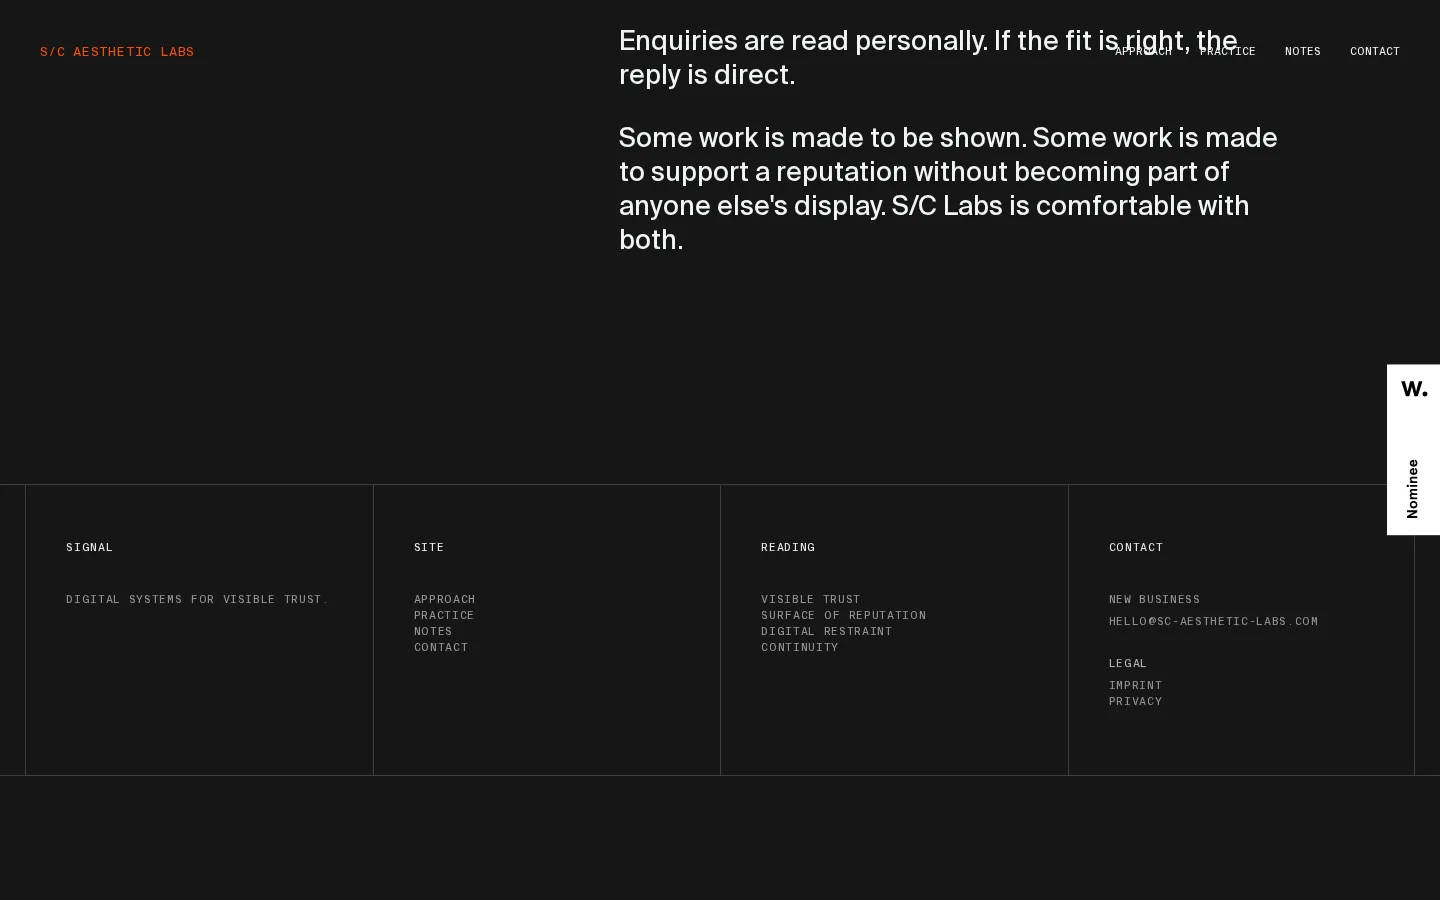 S/C AESTHETIC LABS
APPROACH PRACTICE NOTES CONTACT
Enquiries are read personally. If the fit is right, the
reply is direct.
Some work is made to be shown. Some work is made
to support a reputation without becoming part of
anyone else's display. S/C Labs is comfortable with
both.
W.
Nominee
SIGNAL
DIGITAL SYSTEMS FOR VISIBLE TRUST.
SITE
APPROACH
PRACTICE
NOTES
CONTACT
READING
VISIBLE TRUST
SURFACE OF REPUTATION
DIGITAL RESTRAINT
CONTINUITY
CONTACT
NEW BUSINESS
HELLO@SC-AESTHETIC-LABS.COM
LEGAL
IMPRINT
PRIVACY